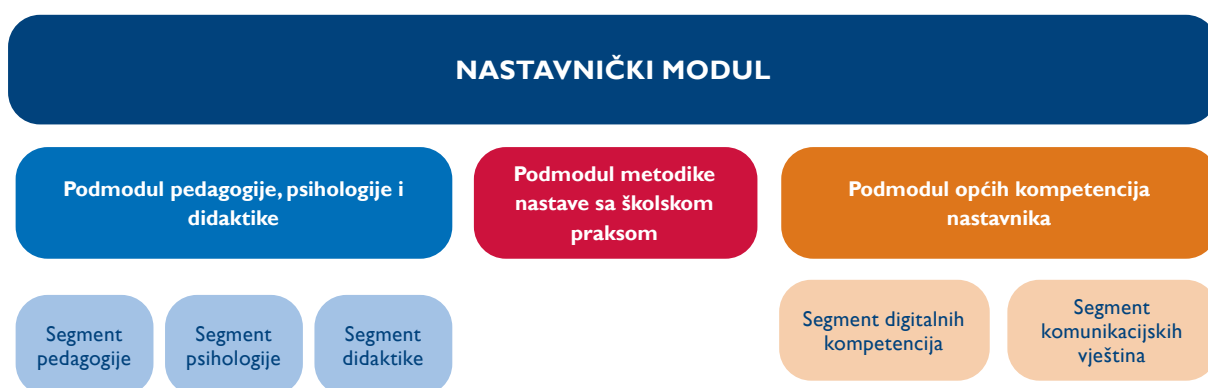 NASTAVNIČKI MODUL
Podmodul pedagogije, psihologije i
didaktike
Podmodul metodike
nastave sa školskom
praksom
Podmodul općih kompetencija
nastavnika
Segment
pedagogije
Segment
psihologije
Segment
didaktike
Segment digitalnih
kompetencija
Segment
komunikacijskih
vještina